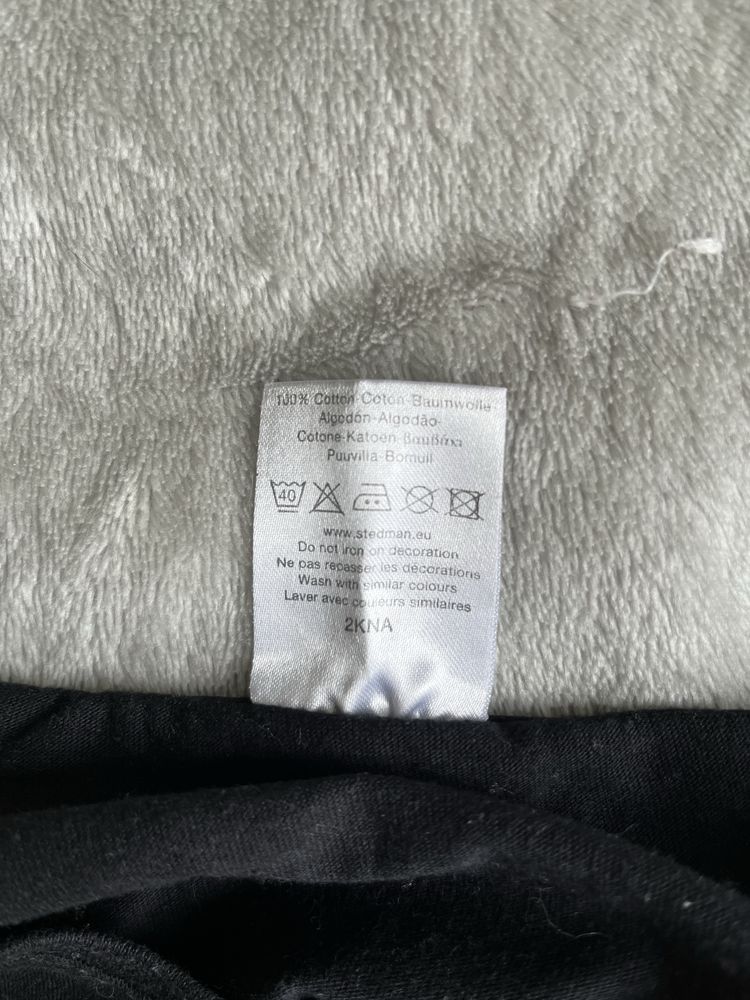 100% Cotton-Coton-Baumwolle-
Algodón-Algodão-
Cotone-Katoen-Βαμβάκι
Puuvilla-Bomull
40
www.stedman.eu
Do not iron on decoration
Ne pas repasser les décorations
Wash with similar colours
Laver avec couleurs similaires
2KNA